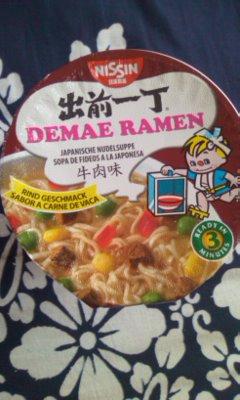 NISSIN
出前一丁
DEMAE RAMEN
JAPANISCHE NUDELSUPPE
SOPA DE FIDEOS A LA JAPONESA
牛肉味
RIND GESCHMACK
SABOR A CARNE DE VACA
READY IN
3
MINUTES